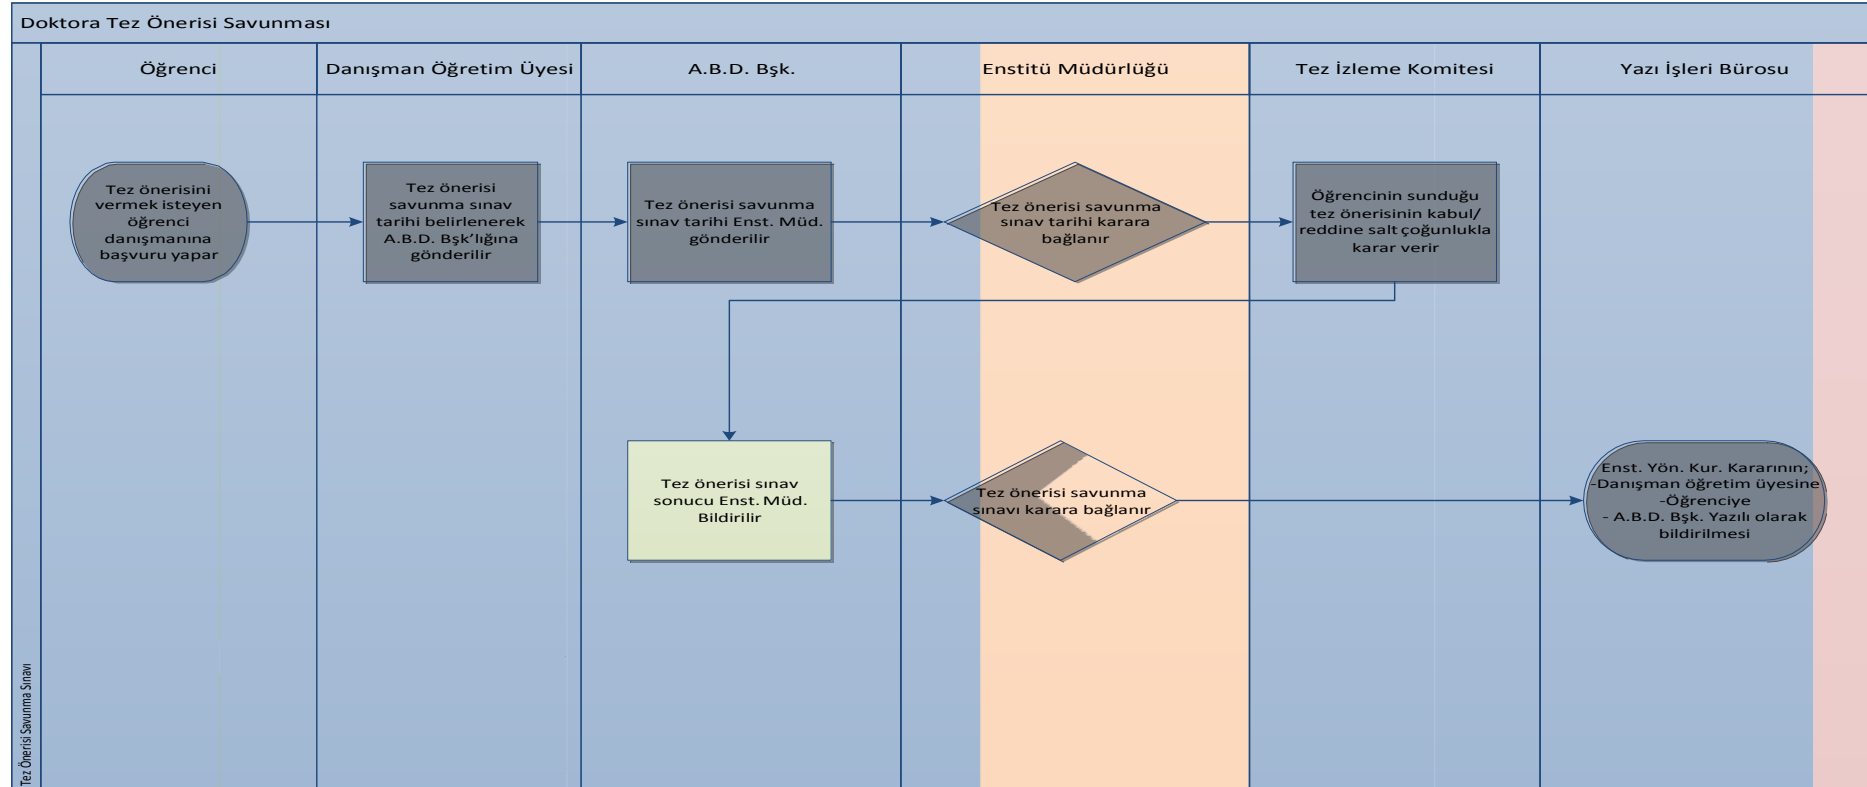 Doktora Tez Önerisi Savunması
Öğrenci
Danışman Öğretim Üyesi
A.B.D. Bşk.
Enstitü Müdürlüğü
Tez İzleme Komitesi
Yazı İşleri Bürosu
Tez önerisini
vermek isteyen
öğrenci
danışmanına
başvuru yapar
Tez önerisi
savunma sınav
tarihi belirlenerek
A.B.D. Bşk’lığına
gönderilir
Tez önerisi savunma
sınav tarihi Enst. Müd.
gönderilir
Tez önerisi savunma
sınav tarihi karara
bağlanır
Öğrencinin sunduğu
tez önerisinin kabul/
reddine salt çoğunlukla
karar verir
Tez önerisi sınav
sonucu Enst. Müd.
Bildirilir
Tez önerisi savunma
sınavı karara bağlanır
Enst. Yön. Kur. Kararının;
-Danışman öğretim üyesine
-Öğrenciye
- A.B.D. Bşk. Yazılı olarak
bildirilmesi
Tez Önerisi Savunma Sınavı